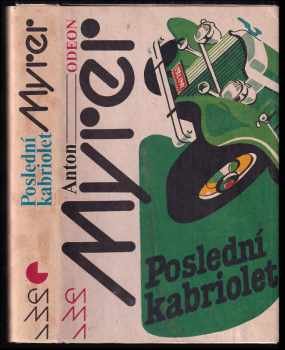 Myrer
Poslední
kabriolet
Anton
Myrer
ODEON
Poslední
kabriolet